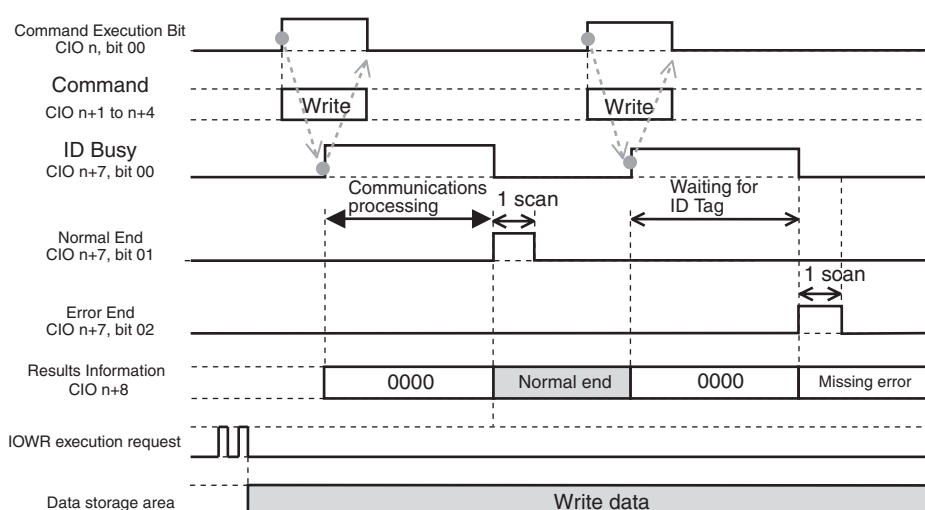 Command Execution Bit
CIO n, bit 00
Command
CIO n+1 to n+4
Write
Write
ID Busy
CIO n+7, bit 00
Communications
processing
1 scan
Waiting for
ID Tag
Normal End
CIO n+7, bit 01
1 scan
Error End
CIO n+7, bit 02
Results Information
CIO n+8
0000
Normal end
0000
Missing error
IOWR execution request
Data storage area
Write data